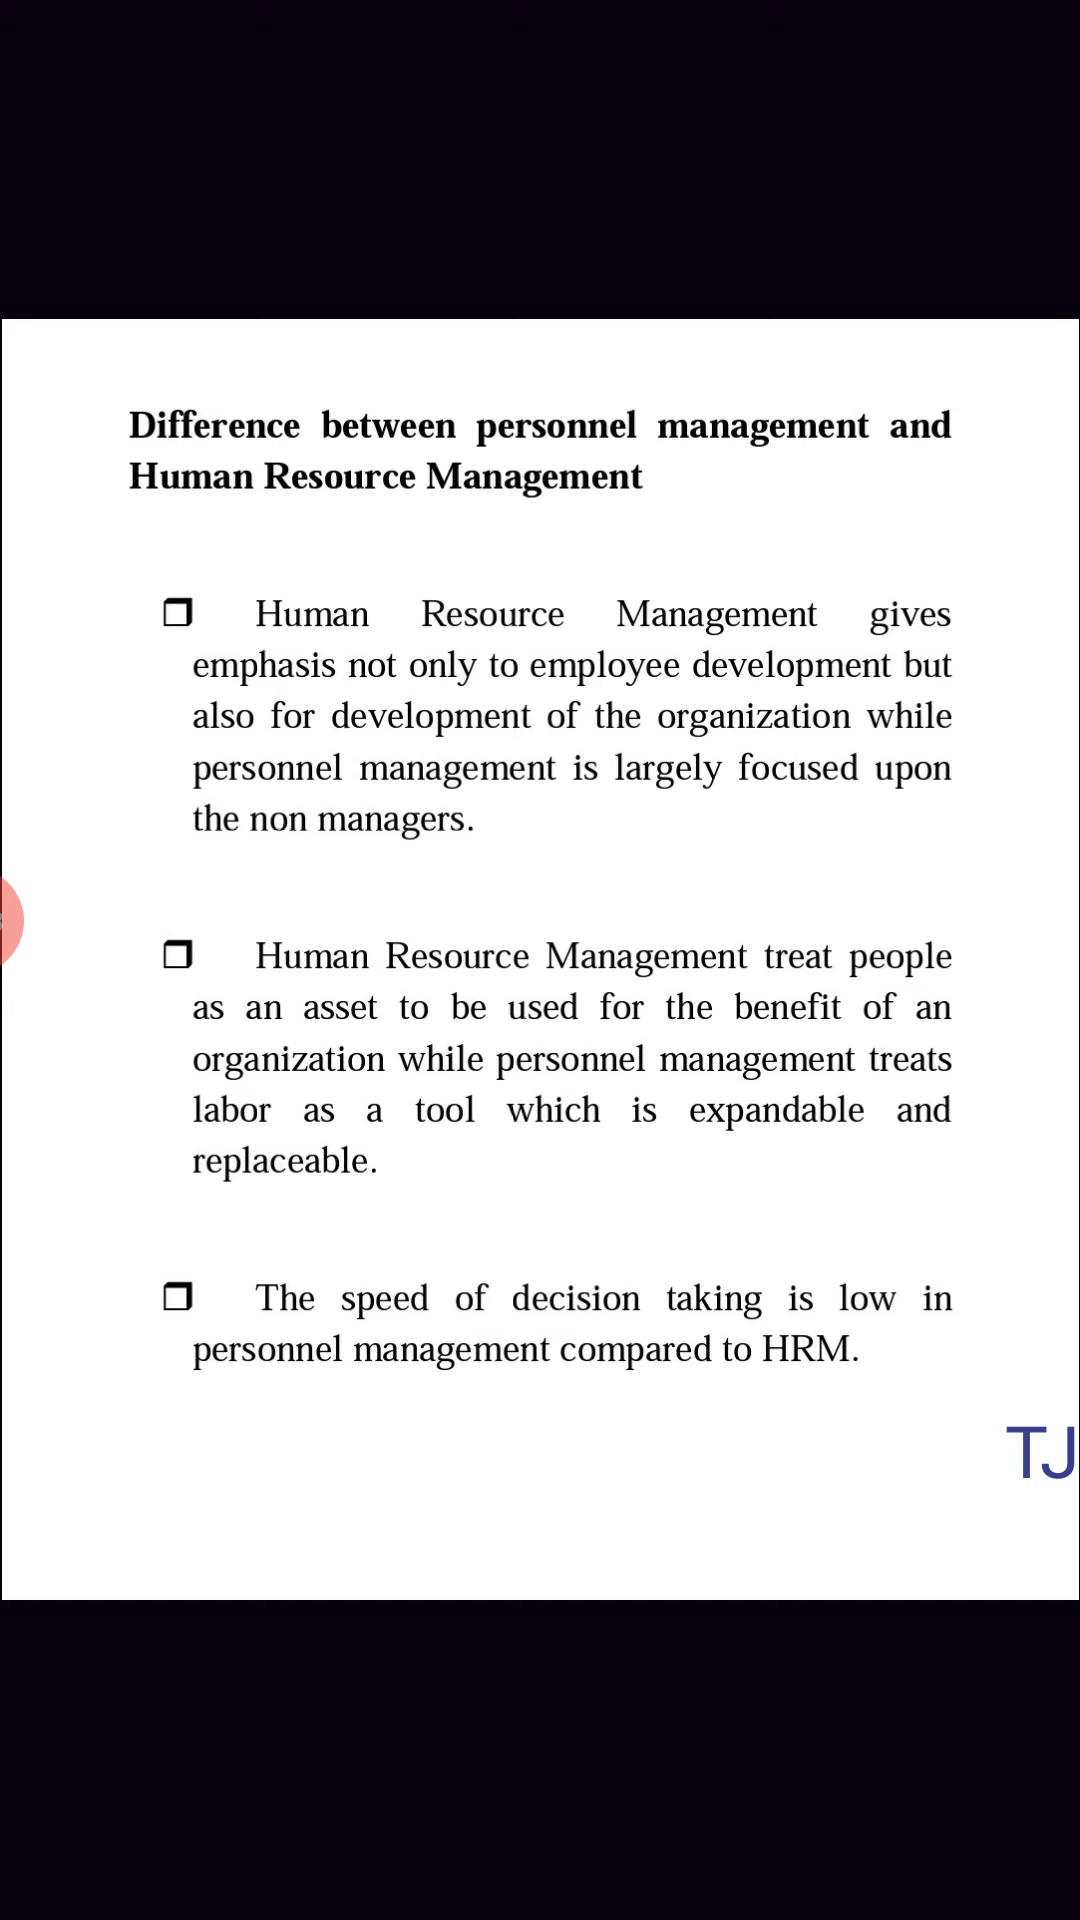 Difference between personnel management and
Human Resource Management
❒ Human Resource Management gives
emphasis not only to employee development but
also for development of the organization while
personnel management is largely focused upon
the non managers.
❒ Human Resource Management treat people
as an asset to be used for the benefit of an
organization while personnel management treats
labor as a tool which is expandable and
replaceable.
❒ The speed of decision taking is low in
personnel management compared to HRM.
TJ